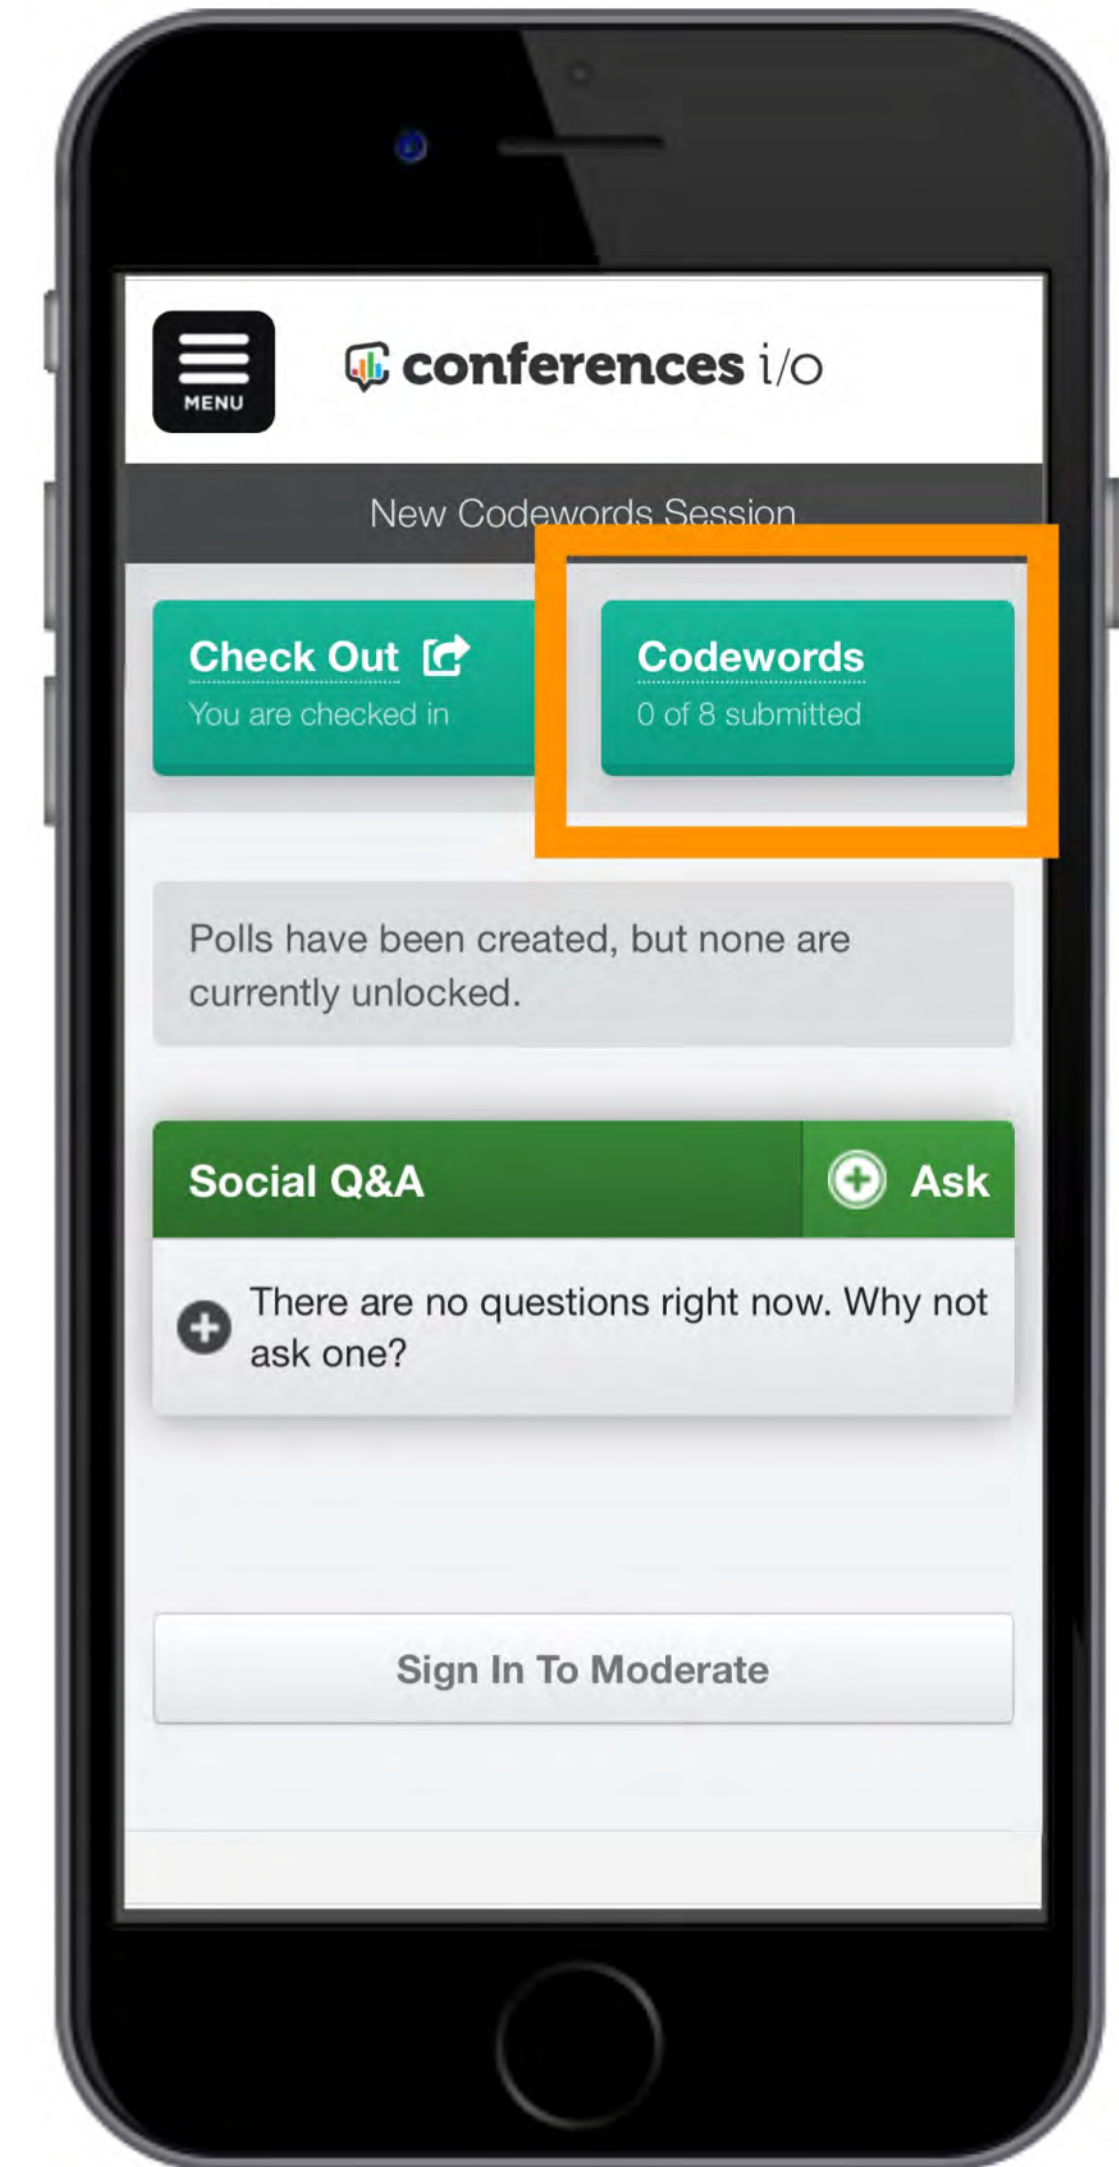 MENU
conferences i/o
New Codewords Session
Check Out
You are checked in
Codewords
0 of 8 submitted
Polls have been created, but none are
currently unlocked.
Social Q&A
Ask
There are no questions right now. Why not
ask one?
Sign In To Moderate